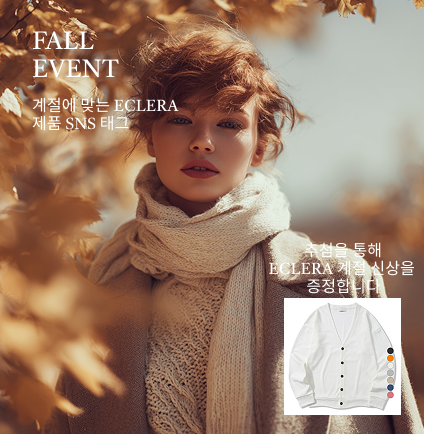 FALL
EVENT
계절에 맞는 ECLERA
제품 SNS 태그
추첨을 통해
ECLERA 계절 신상을
증정합니다